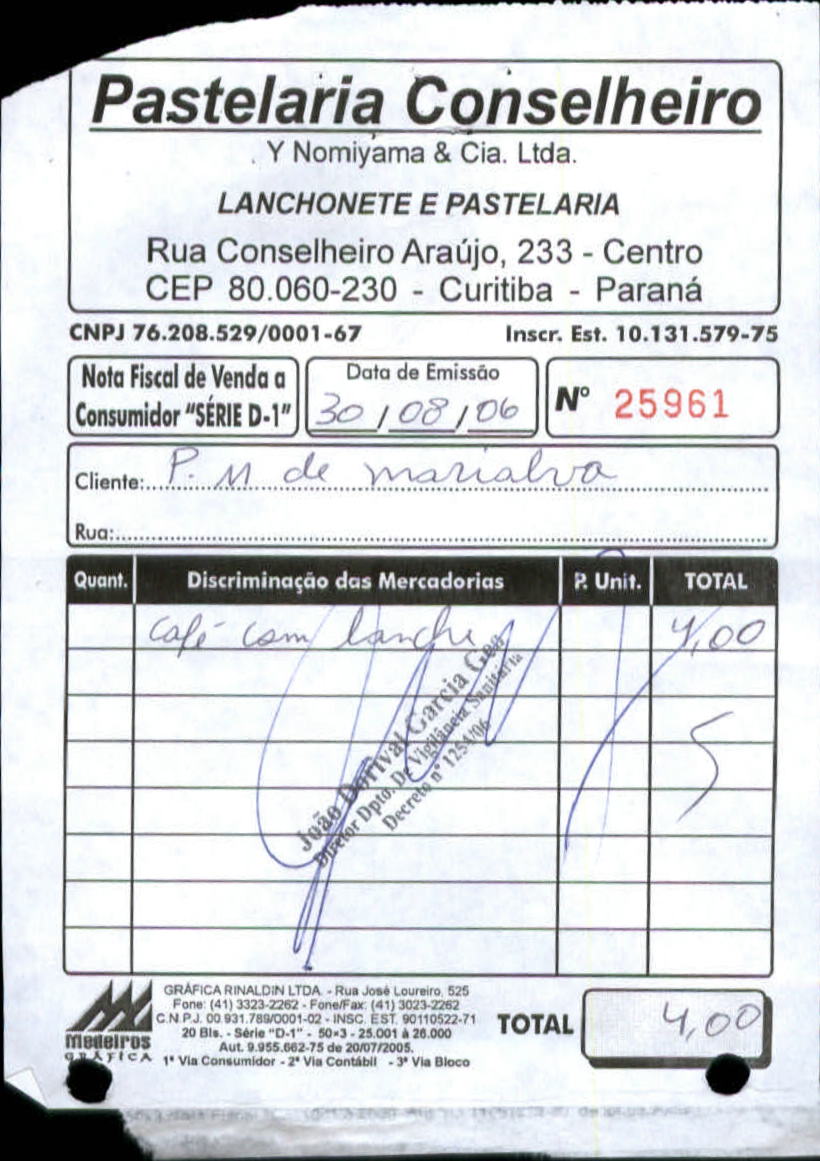 Pastelaria Conselheiro
Y Nomiyama & Cia. Ltda.
LANCHONETE E PASTELARIA
Rua Conselheiro Araújo, 233 - Centro
CEP 80.060-230 - Curitiba - Paraná
CNPJ 76.208.529/0001-67 Inscr. Est. 10.131.579-75
Nota Fiscal de Venda a
Consumidor "SÉRIE D-1"
Data de Emissão
30/08/06
Nº 25961
Cliente: P. M de marialva
Rua:
Quant. Discriminação das Mercadorias P. Unit. TOTAL
café com lanche 4,00
João Dorival Garcia
Diretor Dpto. De Vigilância Sanitária
Decreto nº 1254/06
GRÁFICA RINALDIN LTDA. - Rua José Loureiro, 525
Fone: (41) 3323-2262 - Fone/Fax: (41) 3023-2262
C.N.P.J. 00.931.789/0001-02 - INSC. EST. 90110522-71
20 Bls. - Série "D-1" - 50×3 - 25.001 à 26.000
Aut. 9.955.662-75 de 20/07/2005.
1ª Via Consumidor - 2ª Via Contábil - 3ª Via Bloco
Medeiros
GRÁFICA
TOTAL 4,00